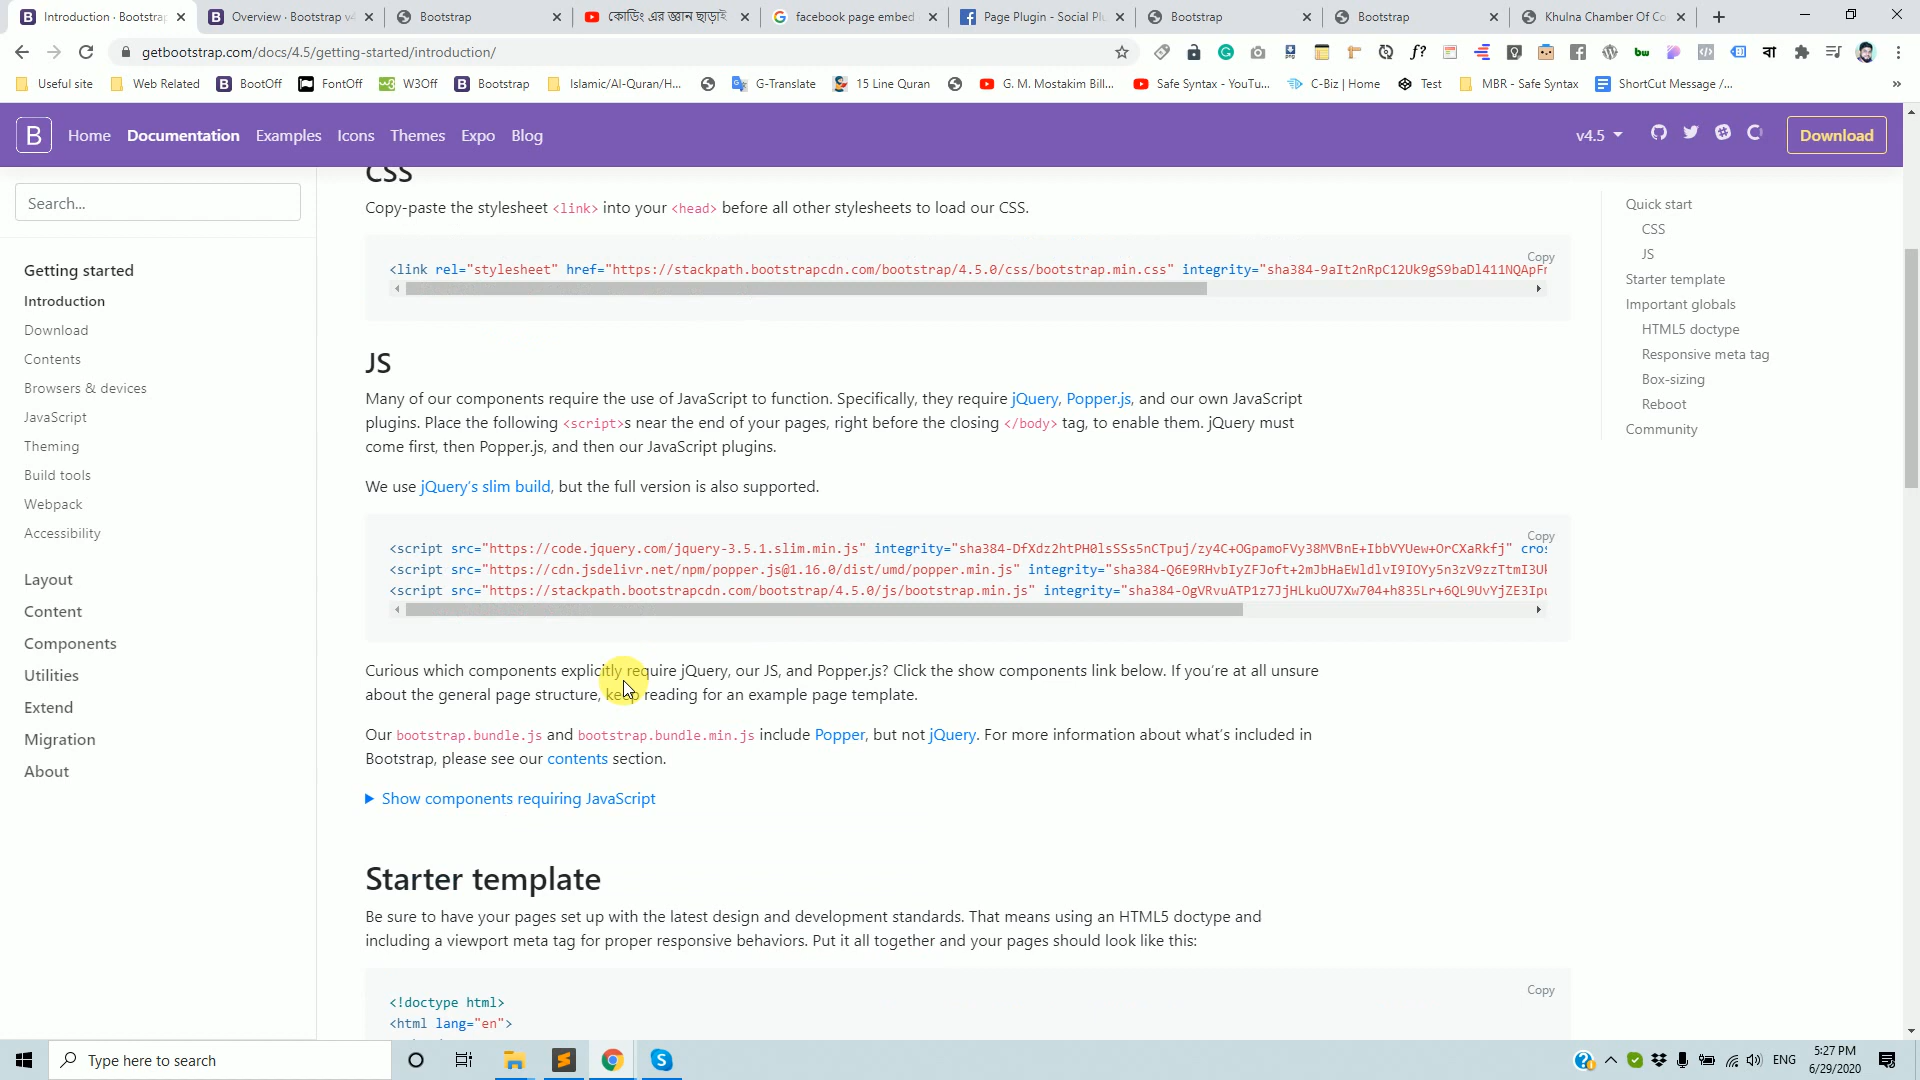 Introduction · Bootstrap
Overview · Bootstrap v4
Bootstrap
কোডিং এর জ্ঞান ছাড়াই
facebook page embed
Page Plugin - Social Plu
Bootstrap
Bootstrap
Khulna Chamber Of Co
getbootstrap.com/docs/4.5/getting-started/introduction/
Useful site
Web Related
BootOff
FontOff
W3Off
Bootstrap
Islamic/Al-Quran/H...
G-Translate
15 Line Quran
G. M. Mostakim Bill...
Safe Syntax - YouTu...
C-Biz | Home
Test
MBR - Safe Syntax
ShortCut Message /...
»
B
Home
Documentation
Examples
Icons
Themes
Expo
Blog
v4.5
Download
Search...
Getting started
Introduction
Download
Contents
Browsers & devices
JavaScript
Theming
Build tools
Webpack
Accessibility
Layout
Content
Components
Utilities
Extend
Migration
About
CSS
Copy-paste the stylesheet <link> into your <head> before all other stylesheets to load our CSS.
Copy
<link rel="stylesheet" href="https://stackpath.bootstrapcdn.com/bootstrap/4.5.0/css/bootstrap.min.css" integrity="sha384-9aIt2nRpC12Uk9gS9baDl411NQApFm
JS
Many of our components require the use of JavaScript to function. Specifically, they require jQuery, Popper.js, and our own JavaScript
plugins. Place the following <script>s near the end of your pages, right before the closing </body> tag, to enable them. jQuery must
come first, then Popper.js, and then our JavaScript plugins.
We use jQuery's slim build, but the full version is also supported.
Copy
<script src="https://code.jquery.com/jquery-3.5.1.slim.min.js" integrity="sha384-DfXdz2htPH0lsSSs5nCTpuj/zy4C+OGpamoFVy38MVBnE+IbbVYUew+OrCXaRkfj" cros
<script src="https://cdn.jsdelivr.net/npm/popper.js@1.16.0/dist/umd/popper.min.js" integrity="sha384-Q6E9RHvbIyZFJoft+2mJbHaEWldlvI9IOYy5n3zV9zzTtmI3Uk
<script src="https://stackpath.bootstrapcdn.com/bootstrap/4.5.0/js/bootstrap.min.js" integrity="sha384-OgVRvuATP1z7JjHLkuOU7Xw704+h835Lr+6QL9UvYjZE3Ipu
Curious which components explicitly require jQuery, our JS, and Popper.js? Click the show components link below. If you're at all unsure
about the general page structure, keep reading for an example page template.
Our bootstrap.bundle.js and bootstrap.bundle.min.js include Popper, but not jQuery. For more information about what's included in
Bootstrap, please see our contents section.
Show components requiring JavaScript
Starter template
Be sure to have your pages set up with the latest design and development standards. That means using an HTML5 doctype and
including a viewport meta tag for proper responsive behaviors. Put it all together and your pages should look like this:
Copy
<!doctype html>
<html lang="en">
Quick start
CSS
JS
Starter template
Important globals
HTML5 doctype
Responsive meta tag
Box-sizing
Reboot
Community
Type here to search
ENG
5:27 PM
6/29/2020